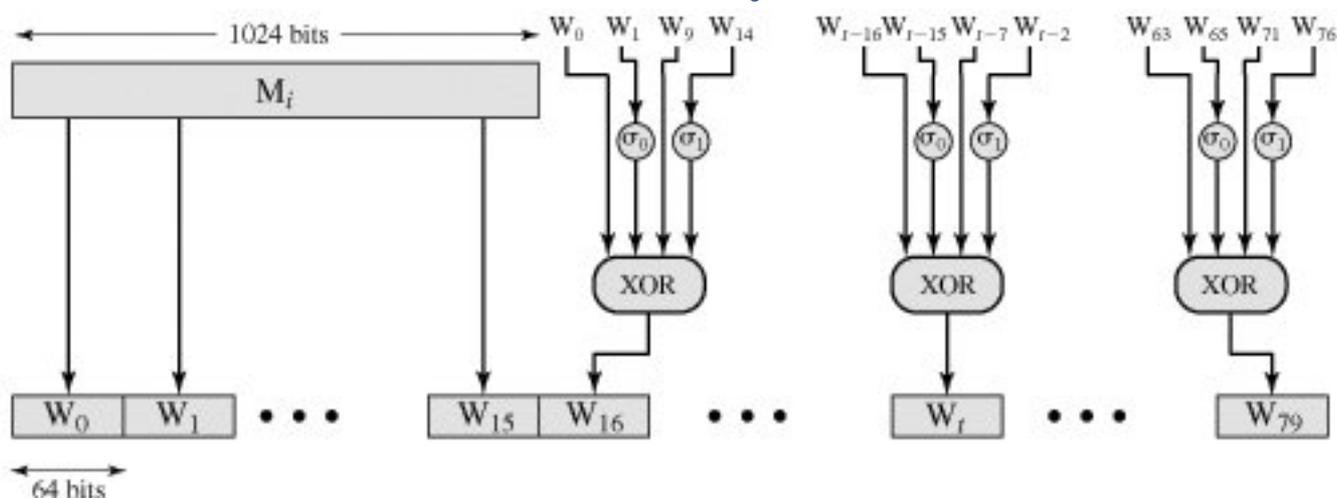 1024 bits
W₀ W₁ W₉ W₁₄
Wₜ₋₁₆ Wₜ₋₁₅ Wₜ₋₇ Wₜ₋₂
W₆₃ W₆₅ W₇₁ W₇₆
Mᵢ
σ₀ σ₁
σ₀ σ₁
σ₀ σ₁
XOR
XOR
XOR
W₀ W₁ • • • W₁₅ W₁₆ • • • Wₜ • • • W₇₉
64 bits